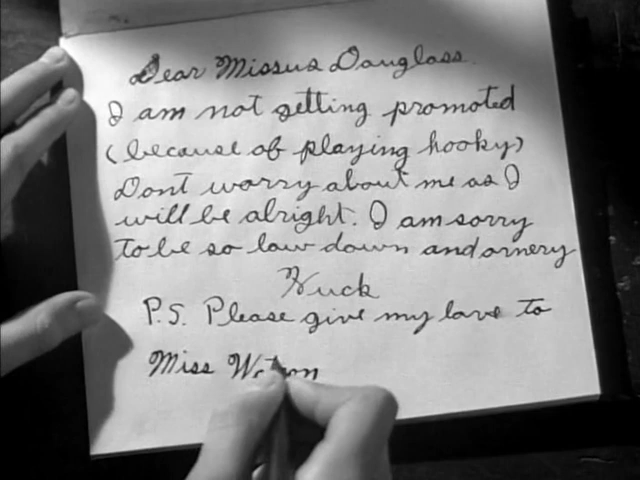 Dear Missus Douglass.
I am not getting promoted
(because of playing hooky)
Dont worry about me as I
will be alright. I am sorry
to be so low down and ornery
Huck
P.S. Please give my love to
Miss Watson